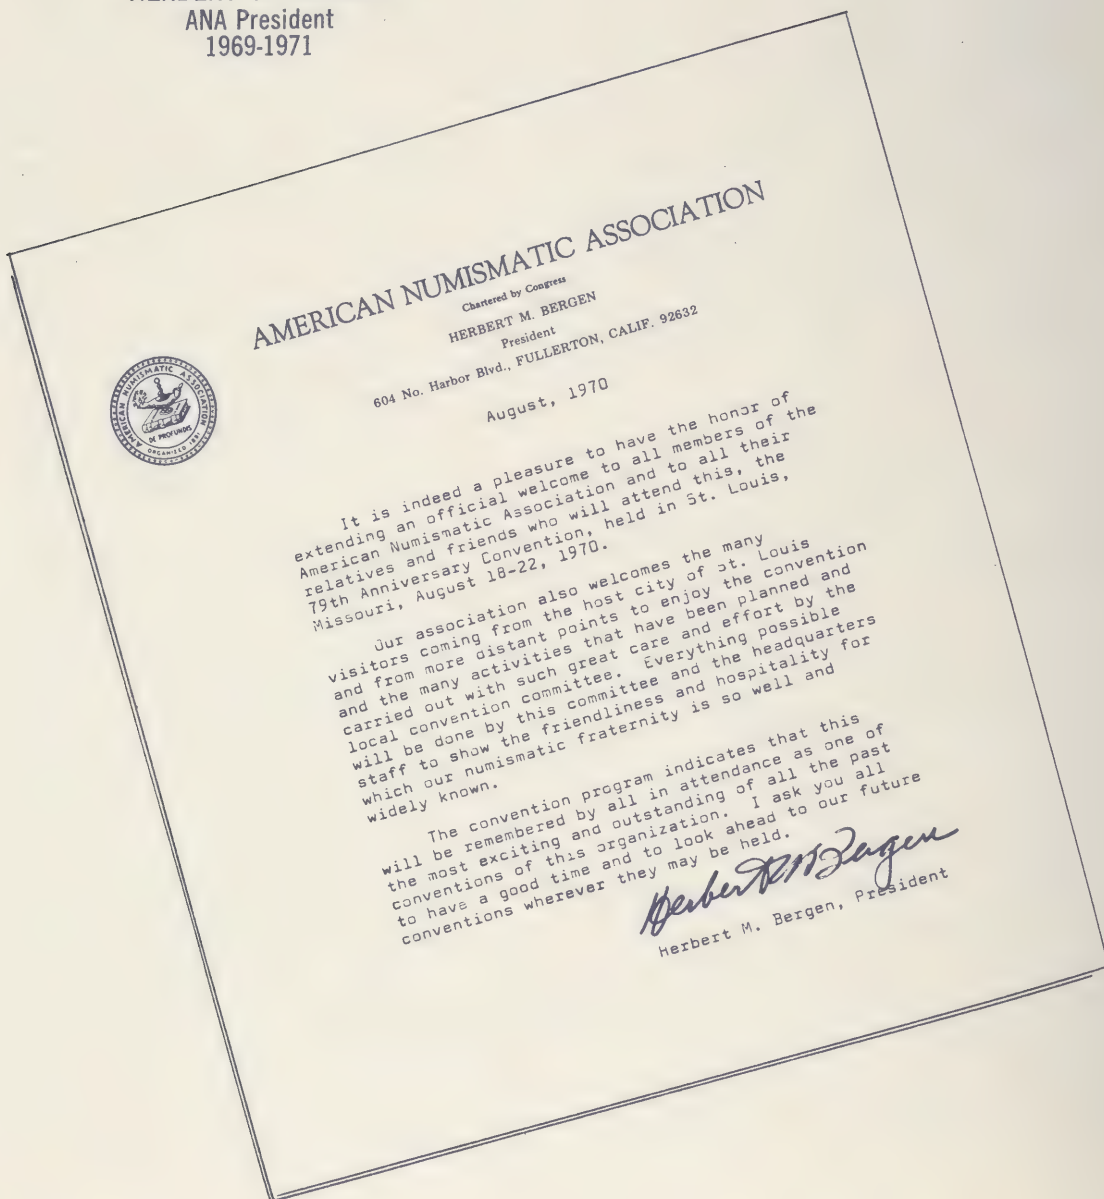 ANA President
1969-1971
AMERICAN NUMISMATIC ASSOCIATION
Chartered by Congress
HERBERT M. BERGEN
President
604 No. Harbor Blvd., FULLERTON, CALIF. 92632
AMERICAN NUMISMATIC ASSOCIATION
DE PROFUNDIS
ORGANIZED 1891
August, 1970
It is indeed a pleasure to have the honor of
extending an official welcome to all members of the
American Numismatic Association and to all their
relatives and friends who will attend this, the
79th Anniversary Convention, held in St. Louis,
Missouri, August 18-22, 1970.
Our association also welcomes the many
visitors coming from the host city of St. Louis
and from more distant points to enjoy the convention
and the many activities that have been planned and
carried out with such great care and effort by the
local convention committee. Everything possible
will be done by this committee and the headquarters
staff to show the friendliness and hospitality for
which our numismatic fraternity is so well and
widely known.
The convention program indicates that this
will be remembered by all in attendance as one of
the most exciting and outstanding of all the past
conventions of this organization. I ask you all
to have a good time and to look ahead to our future
conventions wherever they may be held.
Herbert M Bergen
Herbert M. Bergen, President